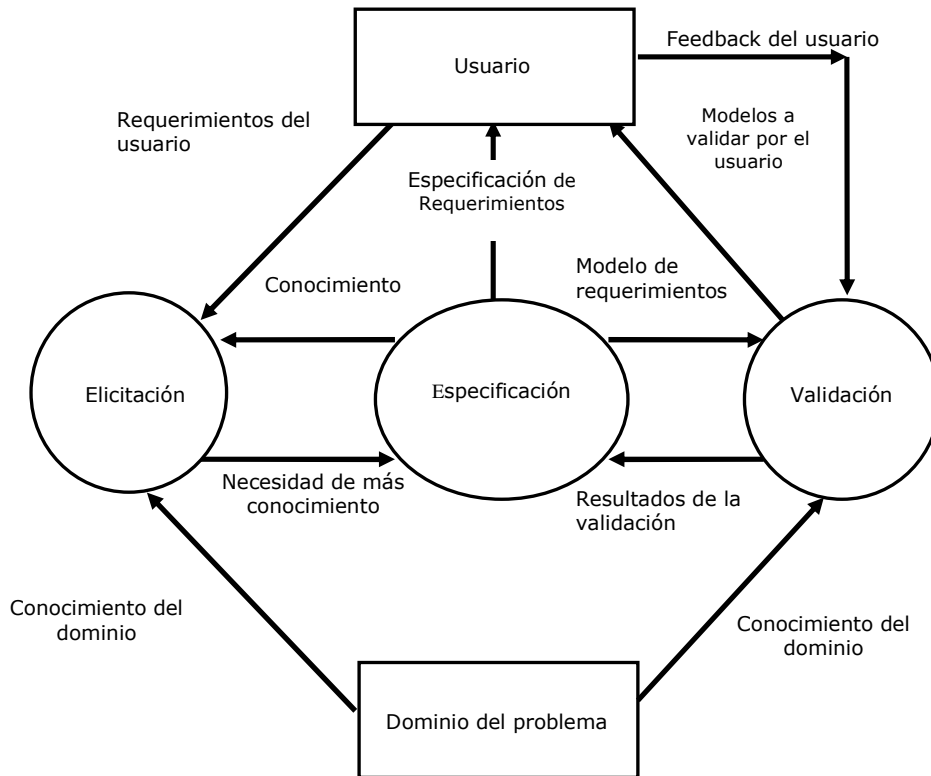 Feedback del usuario
Usuario
Requerimientos del
usuario
Modelos a
validar por el
usuario
Especificación de
Requerimientos
Conocimiento
Modelo de
requerimientos
Elicitación
Especificación
Validación
Necesidad de más
conocimiento
Resultados de la
validación
Conocimiento del
dominio
Conocimiento del
dominio
Dominio del problema